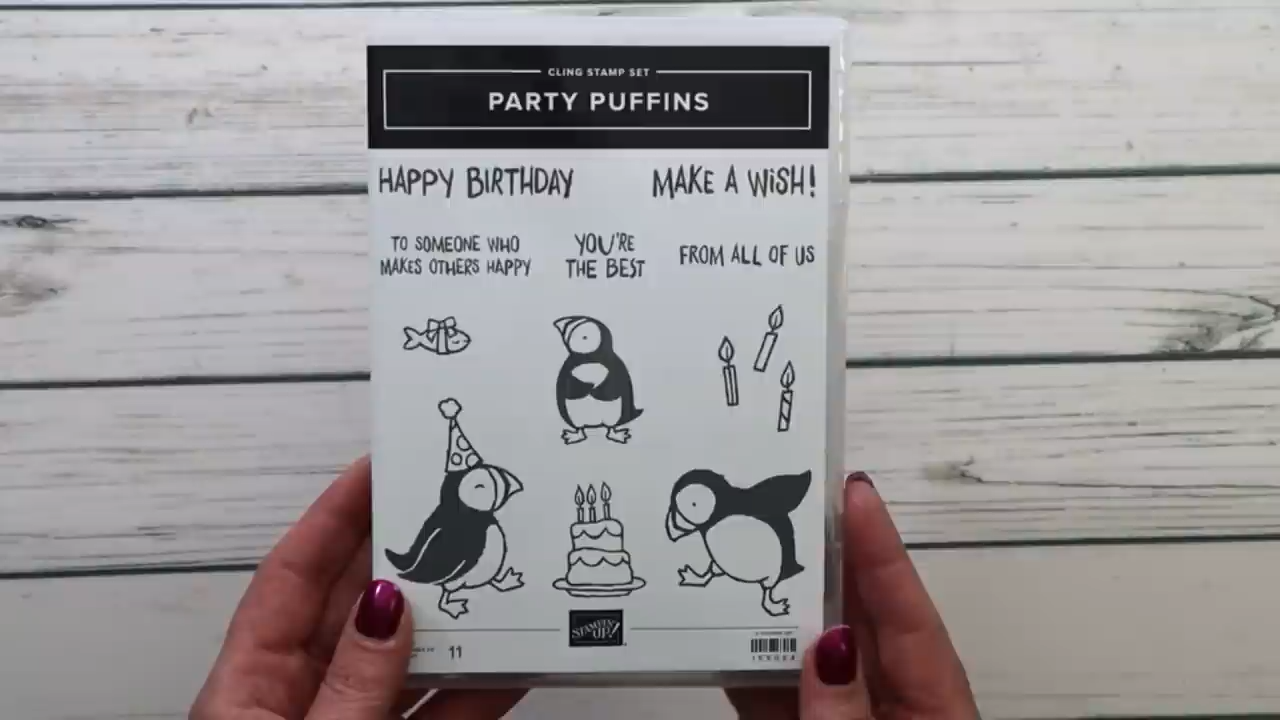 CLING STAMP SET
PARTY PUFFINS
HAPPY BIRTHDAY
MAKE A WiSH!
TO SOMEONE WHO
MAKES OTHERS HAPPY
YOU'RE
THE BEST
FROM ALL OF US
STAMPIN'
UP!
11